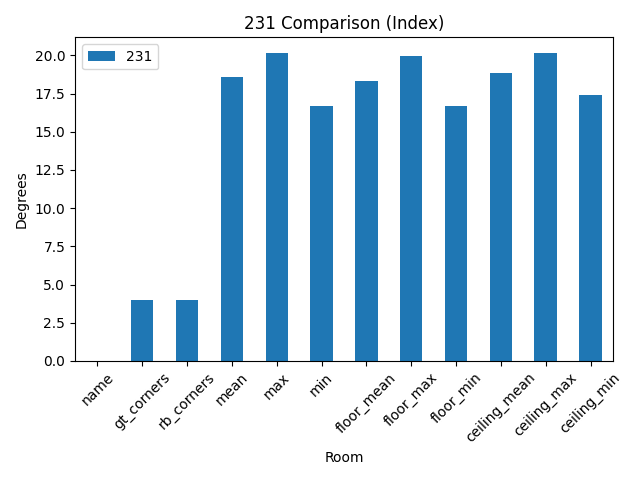 231 Comparison (Index)
231
Degrees
20.0
17.5
15.0
12.5
10.0
7.5
5.0
2.5
0.0
name
gt_corners
rb_corners
mean
max
min
floor_mean
floor_max
floor_min
ceiling_mean
ceiling_max
ceiling_min
Room